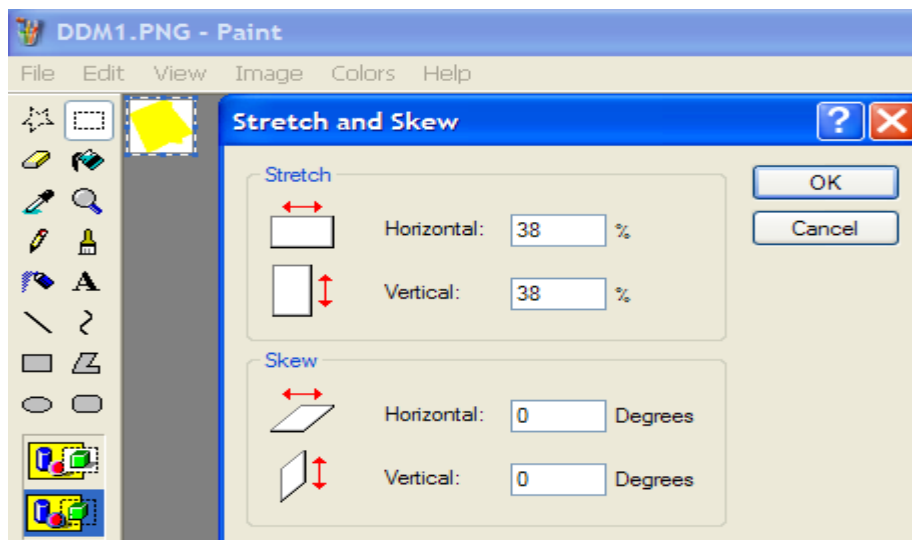 DDM1.PNG - Paint
File Edit View Image Colors Help
Stretch and Skew
Stretch
OK
Horizontal: 38 %
Cancel
Vertical: 38 %
Skew
Horizontal: 0 Degrees
Vertical: 0 Degrees